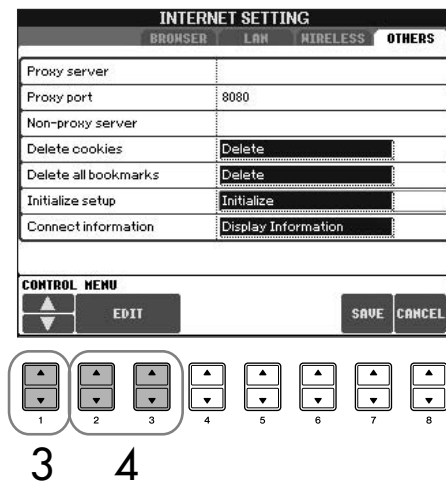 INTERNET SETTING
BROWSER LAN WIRELESS OTHERS
Proxy server
Proxy port 8080
Non-proxy server
Delete cookies Delete
Delete all bookmarks Delete
Initialize setup Initialize
Connect information Display Information
CONTROL MENU
EDIT SAVE CANCEL
1 2 3 4 5 6 7 8
3 4